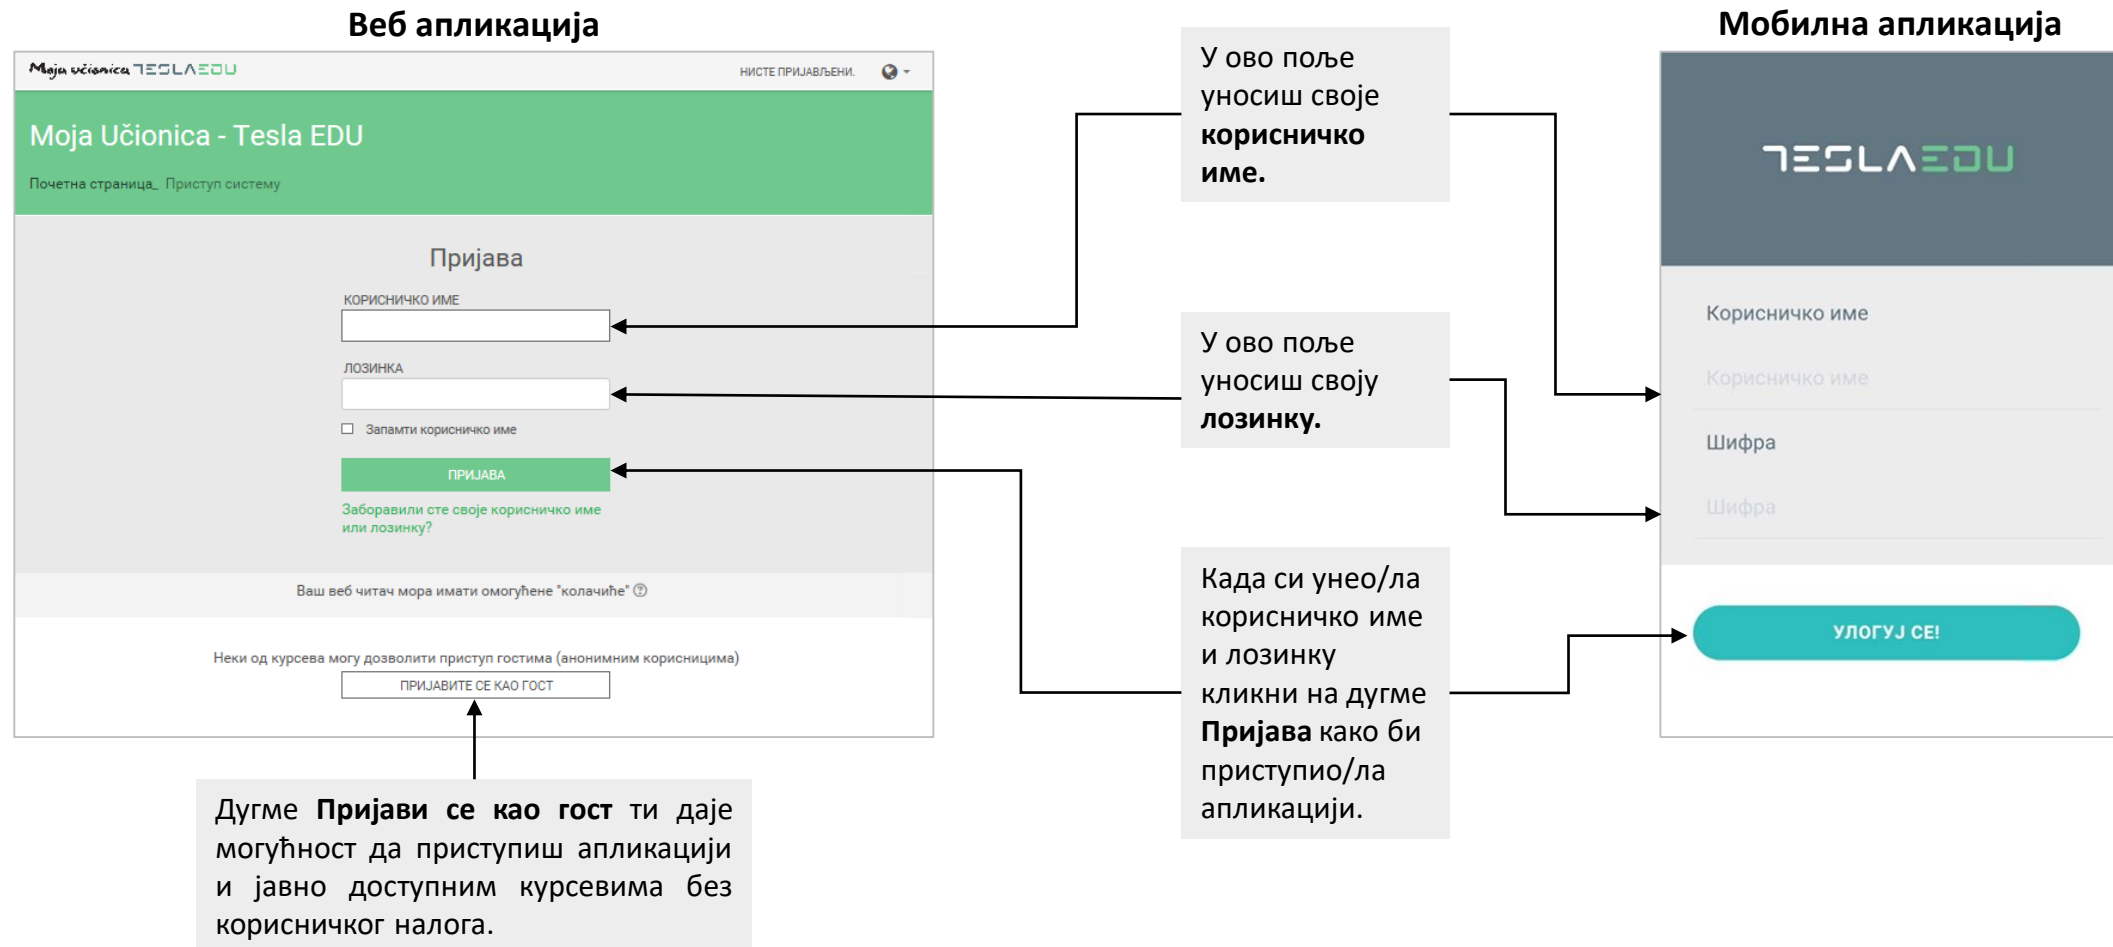 Веб апликација
Moja učionica TESLAEDU
НИСТЕ ПРИЈАВЉЕНИ.
Moja Učionica - Tesla EDU
Почетна страница_ Приступ систему
Пријава
КОРИСНИЧКО ИМЕ
ЛОЗИНКА
Запамти корисничко име
ПРИЈАВА
Заборавили сте своје корисничко име
или лозинку?
Ваш веб читач мора имати омогућене "колачиће"
Неки од курсева могу дозволити приступ гостима (анонимним корисницима)
ПРИЈАВИТЕ СЕ КАО ГОСТ
Дугме Пријави се као гост ти даје
могућност да приступиш апликацији
и јавно доступним курсевима без
корисничког налога.
У ово поље
уносиш своје
корисничко
име.
У ово поље
уносиш своју
лозинку.
Када си унео/ла
корисничко име
и лозинку
кликни на дугме
Пријава како би
приступио/ла
апликацији.
Мобилна апликација
TESLAEDU
Корисничко име
Корисничко име
Шифра
Шифра
УЛОГУЈ СЕ!